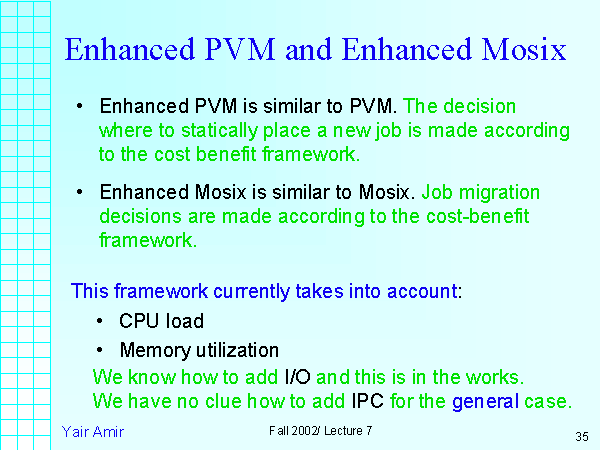 Enhanced PVM and Enhanced Mosix
• Enhanced PVM is similar to PVM. The decision
where to statically place a new job is made according
to the cost benefit framework.
• Enhanced Mosix is similar to Mosix. Job migration
decisions are made according to the cost-benefit
framework.
This framework currently takes into account:
• CPU load
• Memory utilization
We know how to add I/O and this is in the works.
We have no clue how to add IPC for the general case.
Yair Amir
Fall 2002/ Lecture 7
35